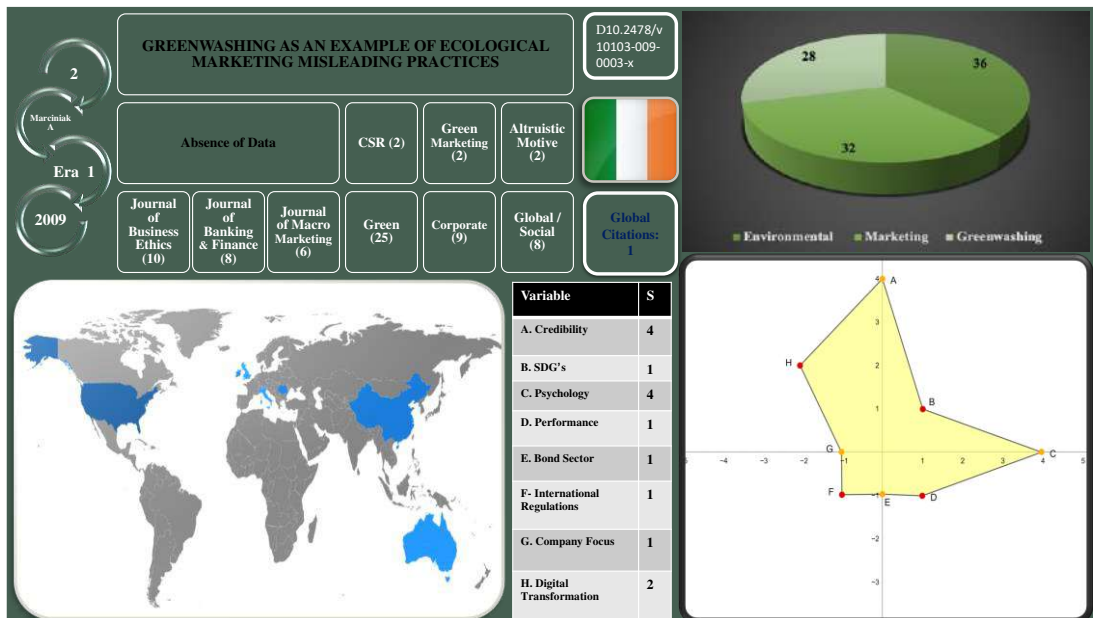 2
Marciniak
A
Era 1
2009
GREENWASHING AS AN EXAMPLE OF ECOLOGICAL
MARKETING MISLEADING PRACTICES
D10.2478/v
10103-009-
0003-x
Absence of Data
CSR (2)
Green
Marketing
(2)
Altruistic
Motive
(2)
Journal
of
Business
Ethics
(10)
Journal
of
Banking
& Finance
(8)
Journal
of Macro
Marketing
(6)
Green
(25)
Corporate
(9)
Global /
Social
(8)
Global
Citations:
1
28
36
32
Environmental Marketing Greenwashing
Variable S
A. Credibility 4
B. SDG's 1
C. Psychology 4
D. Performance 1
E. Bond Sector 1
F- International
Regulations 1
G. Company Focus 1
H. Digital
Transformation 2
4 A
3
H 2
1 B
G C
5 -4 -3 -2 -1 1 2 3 4 5
F -1 E D
-2
-3